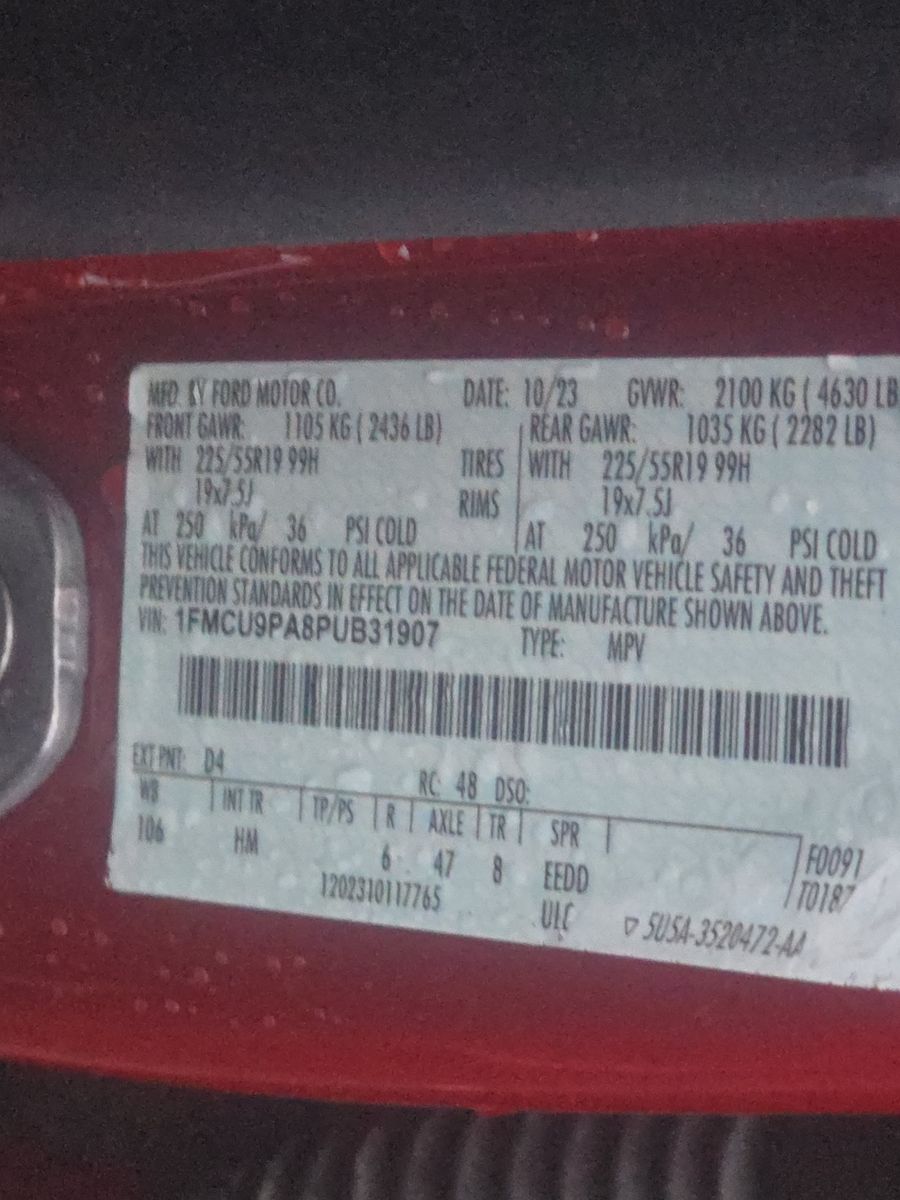 MFD. BY FORD MOTOR CO. DATE: 10/23 GVWR: 2100 KG ( 4630 LB
FRONT GAWR: 1105 KG ( 2436 LB) REAR GAWR: 1035 KG ( 2282 LB)
WITH 225/55R19 99H TIRES WITH 225/55R19 99H
19x7.5J RIMS 19x7.5J
AT 250 kPa/ 36 PSI COLD AT 250 kPa/ 36 PSI COLD
THIS VEHICLE CONFORMS TO ALL APPLICABLE FEDERAL MOTOR VEHICLE SAFETY AND THEFT
PREVENTION STANDARDS IN EFFECT ON THE DATE OF MANUFACTURE SHOWN ABOVE.
VIN: 1FMCU9PA8PUB31907 TYPE: MPV
EXT PNT: D4 RC: 48 DSO:
WB INT TR TP/PS R AXLE TR SPR
106 HM 6 47 8 EEDD F0091
1202310117765 ULC T0187
▽ 5U5A-3520472-AA